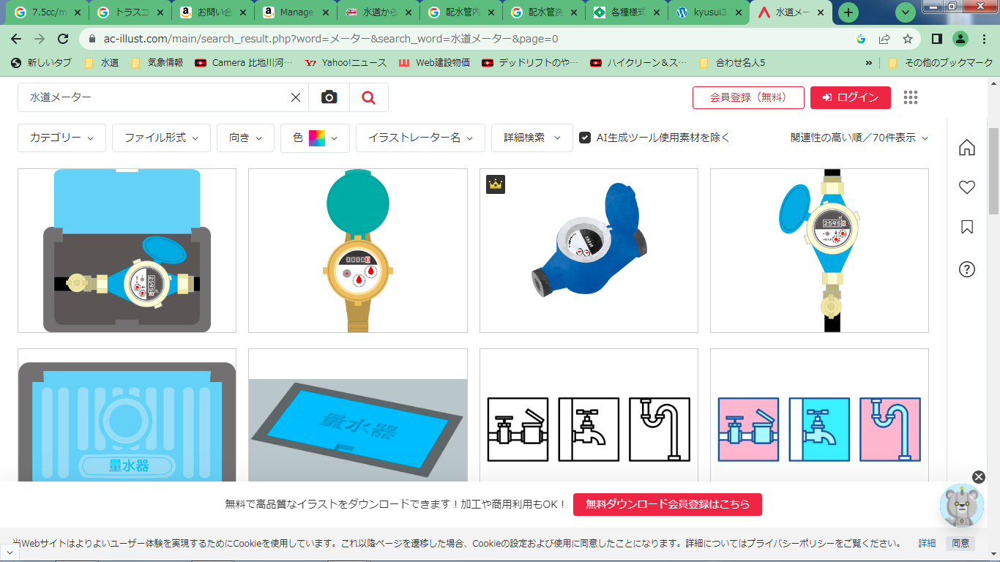 7.5cc/m
トラスコ
お問い合
Manage
水道から
配水管内
配水管洗
各種様式
kyusui3.
水道メー
ac-illust.com/main/search_result.php?word=メーター&search_word=水道メーター&page=0
新しいタブ
水道
気象情報
Camera 比地川河…
Yahoo!ニュース
Web建設物価
デッドリフトのや…
ハイクリーン＆ス…
合わせ名人5
»
その他のブックマーク
水道メーター
会員登録（無料）
ログイン
カテゴリー
ファイル形式
向き
色
イラストレーター名
詳細検索
AI生成ツール使用素材を除く
関連性の高い順／70件表示
2595
0000
2595
量水器
量水器
無料で高品質なイラストをダウンロードできます！加工や商用利用もOK！
無料ダウンロード会員登録はこちら
当Webサイトはよりよいユーザー体験を実現するためにCookieを使用しています。これ以降ページを遷移した場合、Cookieの設定および使用に同意したことになります。詳細についてはプライバシーポリシーをご覧ください。
詳細
同意